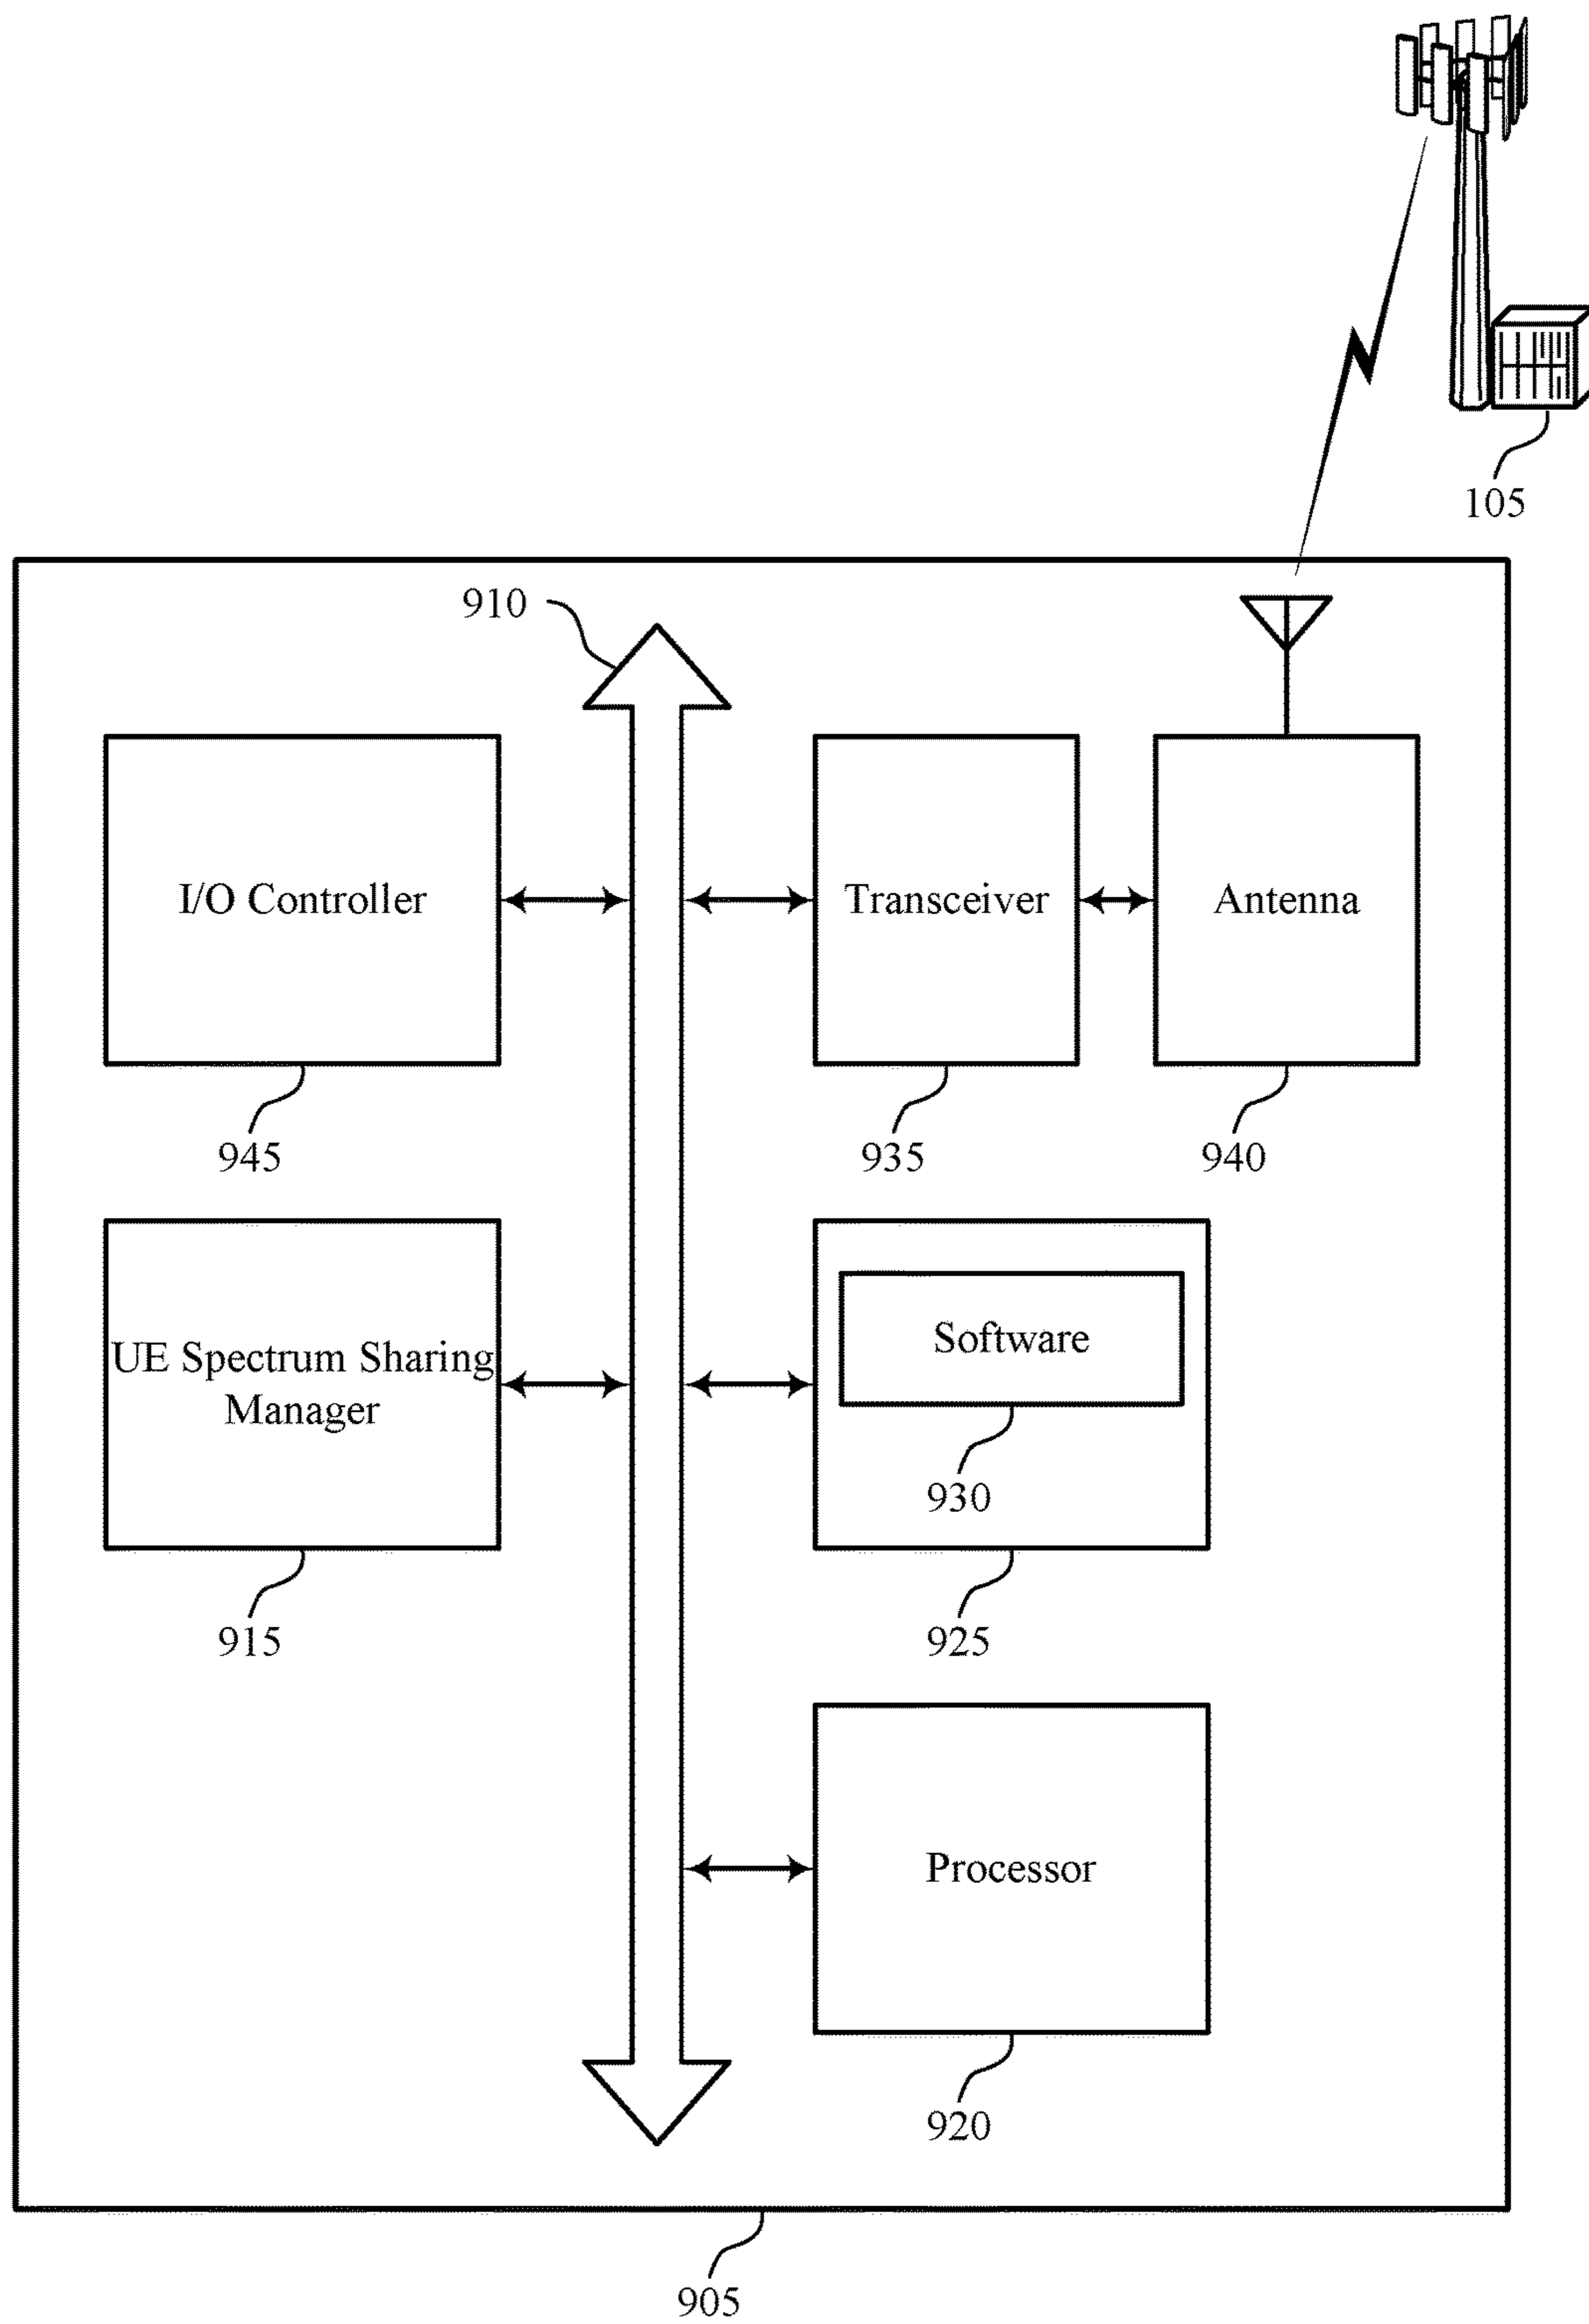 105
910
I/O Controller
Transceiver
Antenna
945
935
940
UE Spectrum Sharing
Manager
Software
930
915
925
Processor
920
905